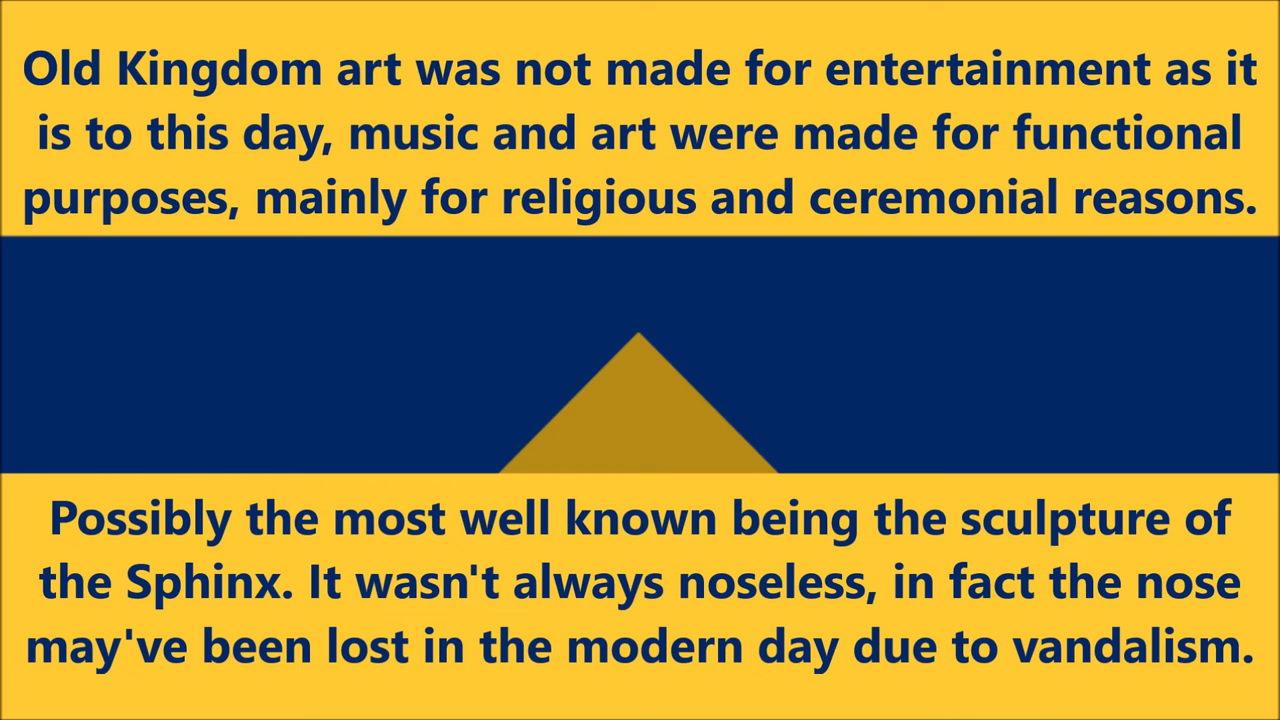 Old Kingdom art was not made for entertainment as it
is to this day, music and art were made for functional
purposes, mainly for religious and ceremonial reasons.
Possibly the most well known being the sculpture of
the Sphinx. It wasn't always noseless, in fact the nose
may've been lost in the modern day due to vandalism.